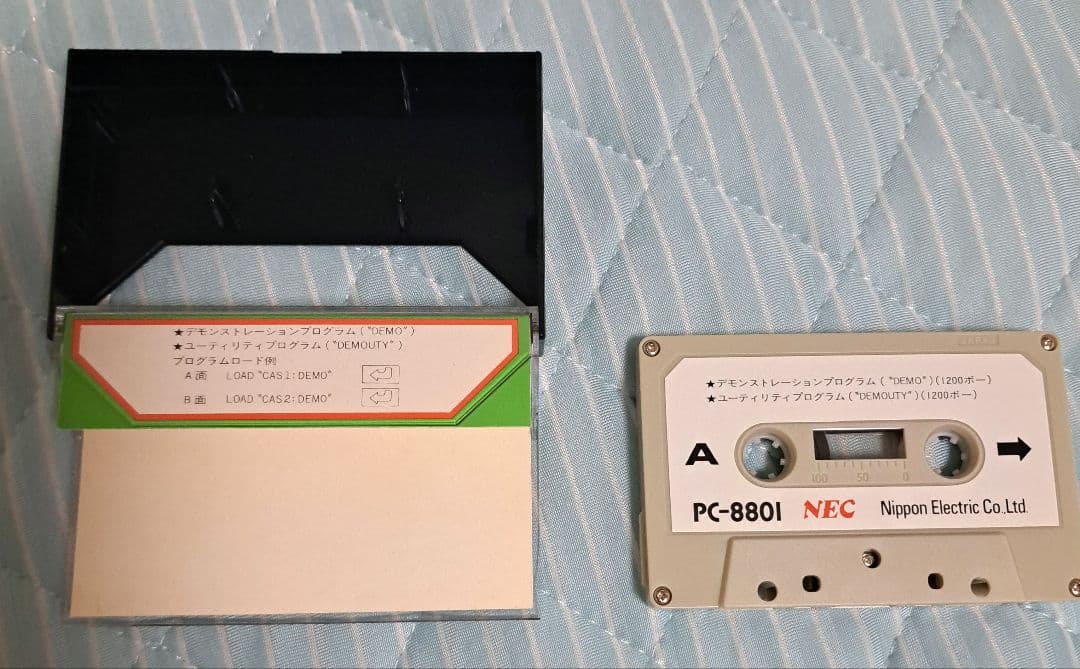 ★デモンストレーションプログラム(“DEMO”)
★ユーティリティプログラム(“DEMOUTY”)
プログラムロード例
A面 LOAD “CAS1:DEMO”
B面 LOAD “CAS2:DEMO”
JAPAN
★デモンストレーションプログラム(“DEMO”)(1200ボー)
★ユーティリティプログラム(“DEMOUTY”)(1200ボー)
A
100 50 0
PC-8801 NEC Nippon Electric Co.,Ltd.